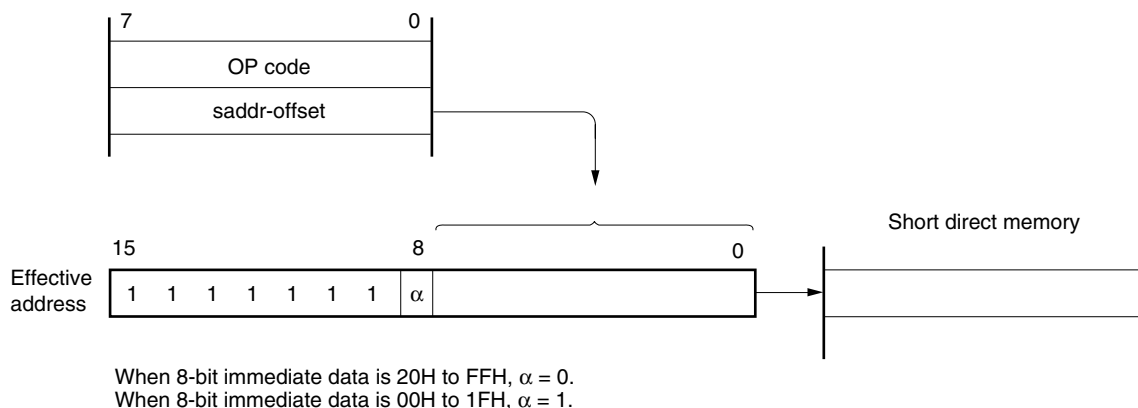 7 0
OP code
saddr-offset
Short direct memory
15 8 0
Effective
address
1 1 1 1 1 1 1 α
When 8-bit immediate data is 20H to FFH, α = 0.
When 8-bit immediate data is 00H to 1FH, α = 1.